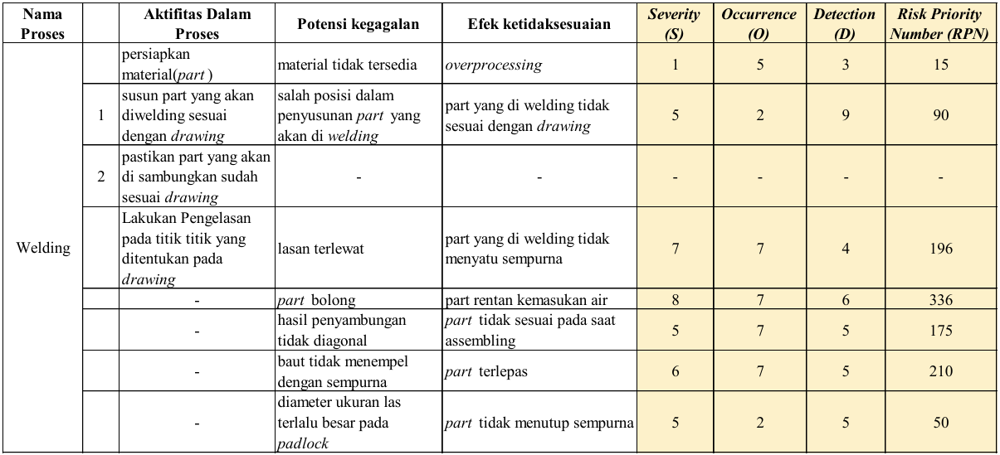 Nama Proses
Aktifitas Dalam Proses
Potensi kegagalan
Efek ketidaksesuaian
Severity (S)
Occurrence (O)
Detection (D)
Risk Priority Number (RPN)
Welding
persiapkan
material(part )
material tidak tersedia
overprocessing
1
5
3
15
1
susun part yang akan
diwelding sesuai
dengan drawing
salah posisi dalam
penyusunan part yang
akan di welding
part yang di welding tidak
sesuai dengan drawing
5
2
9
90
2
pastikan part yang akan
di sambungkan sudah
sesuai drawing
-
-
-
-
-
-
Lakukan Pengelasan
pada titik titik yang
ditentukan pada
drawing
lasan terlewat
part yang di welding tidak
menyatu sempurna
7
7
4
196
-
part bolong
part rentan kemasukan air
8
7
6
336
-
hasil penyambungan
tidak diagonal
part tidak sesuai pada saat
assembling
5
7
5
175
-
baut tidak menempel
dengan sempurna
part terlepas
6
7
5
210
-
diameter ukuran las
terlalu besar pada
padlock
part tidak menutup sempurna
5
2
5
50